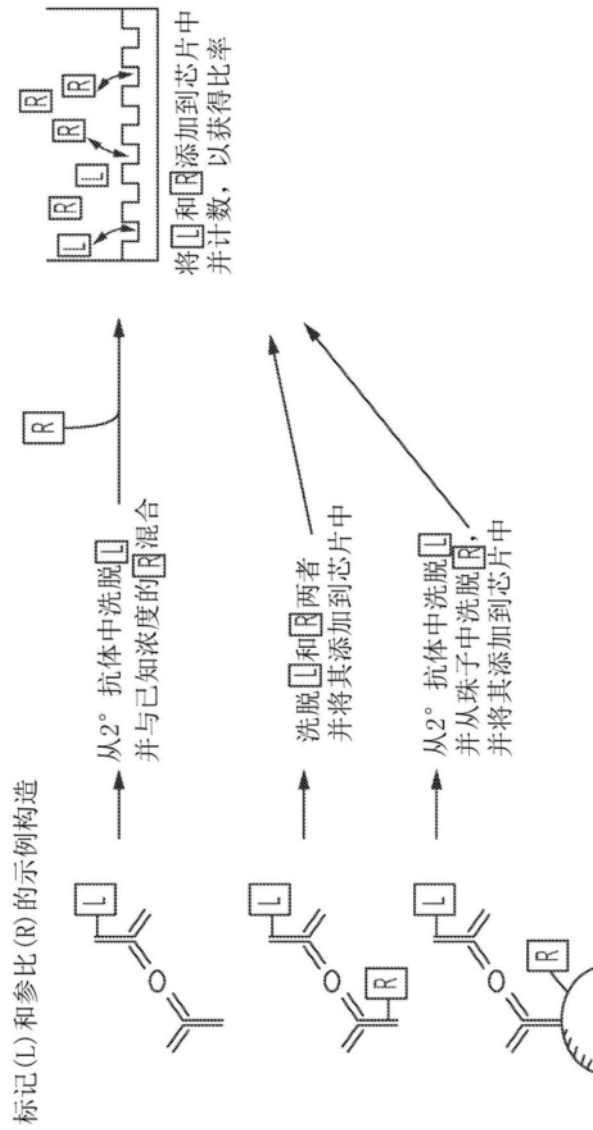 标记(L)和参比(R)的示例构造
L
从2°抗体中洗脱L
并与已知浓度的R混合
R
L
R
洗脱L和R两者
并将其添加到芯片中
L
R
从2°抗体中洗脱L
并从珠子中洗脱R,
并将其添加到芯片中
L
R
L
R
R
R
将L和R添加到芯片中
并计数，以获得比率